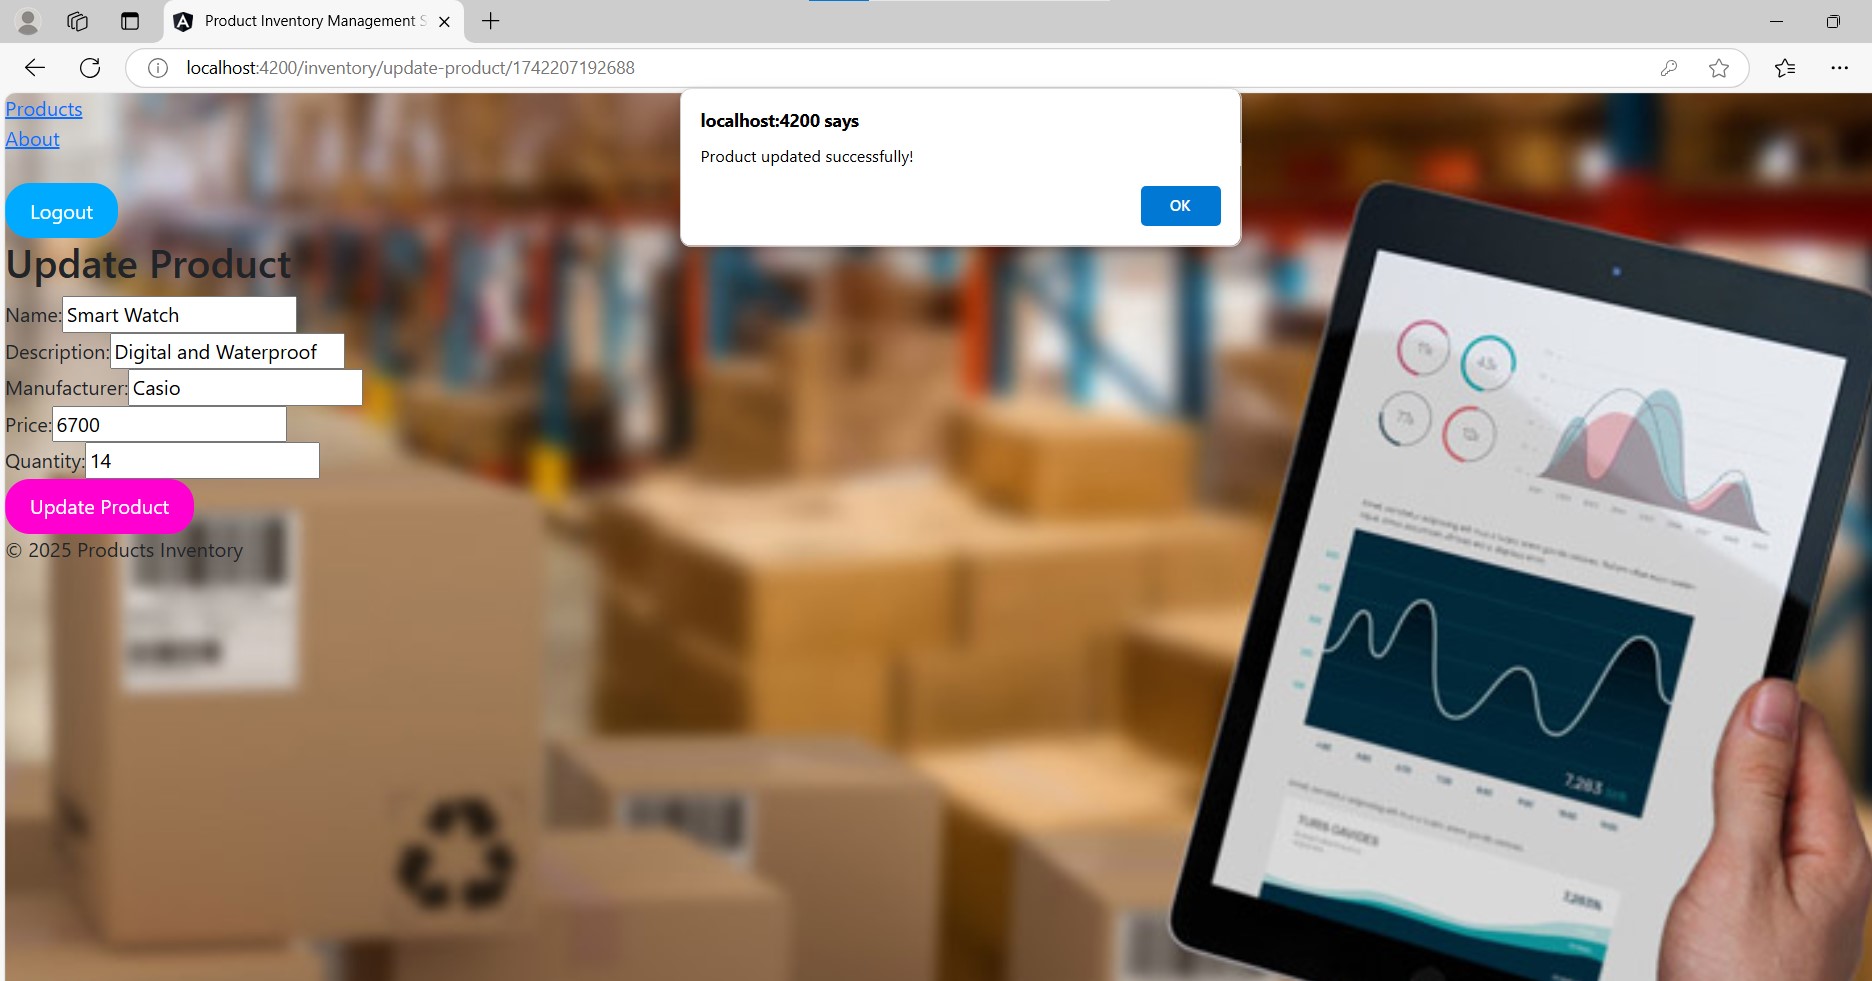 Product Inventory Management S
localhost:4200/inventory/update-product/1742207192688
Products
About
localhost:4200 says
Product updated successfully!
OK
Logout
Update Product
Name: Smart Watch
Description: Digital and Waterproof
Manufacturer: Casio
Price: 6700
Quantity: 14
Update Product
© 2025 Products Inventory
7,283